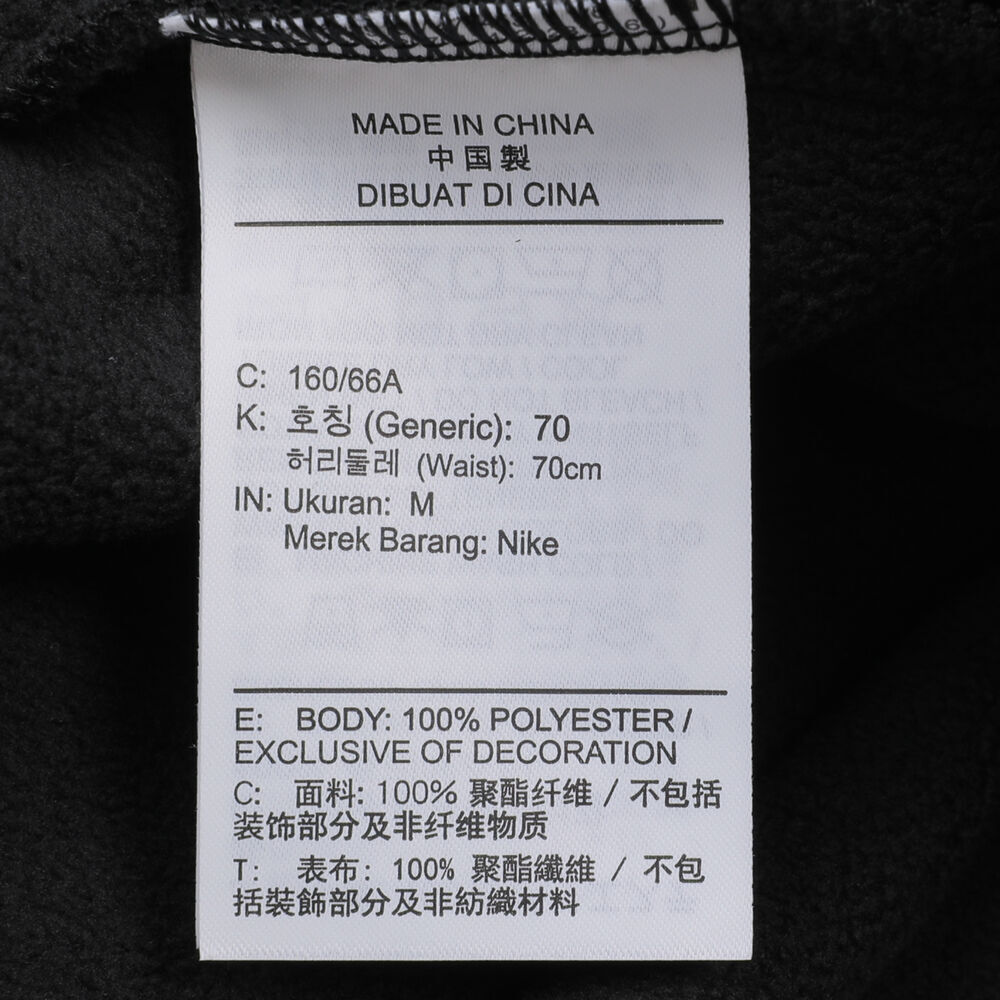 MADE IN CHINA
中国製
DIBUAT DI CINA
C: 160/66A
K: 호칭 (Generic): 70
허리둘레 (Waist): 70cm
IN: Ukuran: M
Merek Barang: Nike
E: BODY: 100% POLYESTER /
EXCLUSIVE OF DECORATION
C: 面料: 100% 聚酯纤维 / 不包括
装饰部分及非纤维物质
T: 表布: 100% 聚酯纖維 / 不包
括裝飾部分及非紡織材料